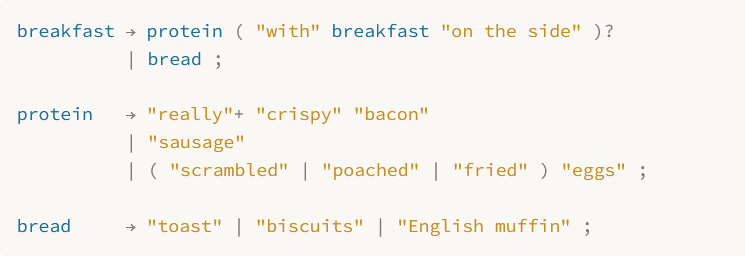 breakfast → protein ( "with" breakfast "on the side" )?
| bread ;
protein → "really"+ "crispy" "bacon"
| "sausage"
| ( "scrambled" | "poached" | "fried" ) "eggs" ;
bread → "toast" | "biscuits" | "English muffin" ;